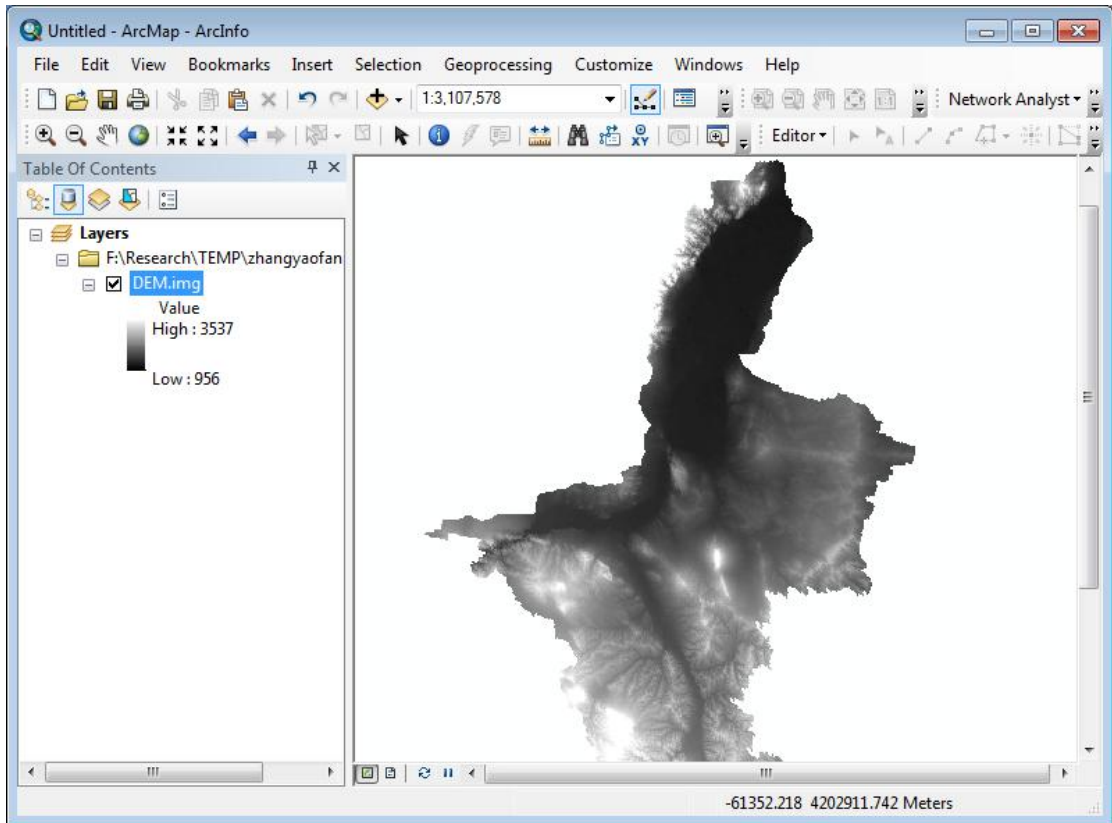 Untitled - ArcMap - ArcInfo
File Edit View Bookmarks Insert Selection Geoprocessing Customize Windows Help
1:3,107,578
Network Analyst
XY
Editor
Table Of Contents
Layers
F:\Research\TEMP\zhangyaofan
DEM.img
Value
High : 3537
Low : 956
-61352.218 4202911.742 Meters